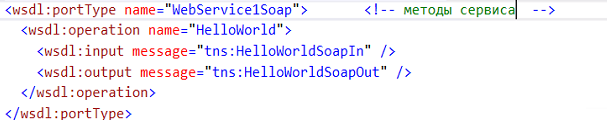 <wsdl:portType name="WebService1Soap">      <!-- методы сервиса  -->
  <wsdl:operation name="HelloWorld">
    <wsdl:input message="tns:HelloWorldSoapIn" />
    <wsdl:output message="tns:HelloWorldSoapOut" />
  </wsdl:operation>
</wsdl:portType>